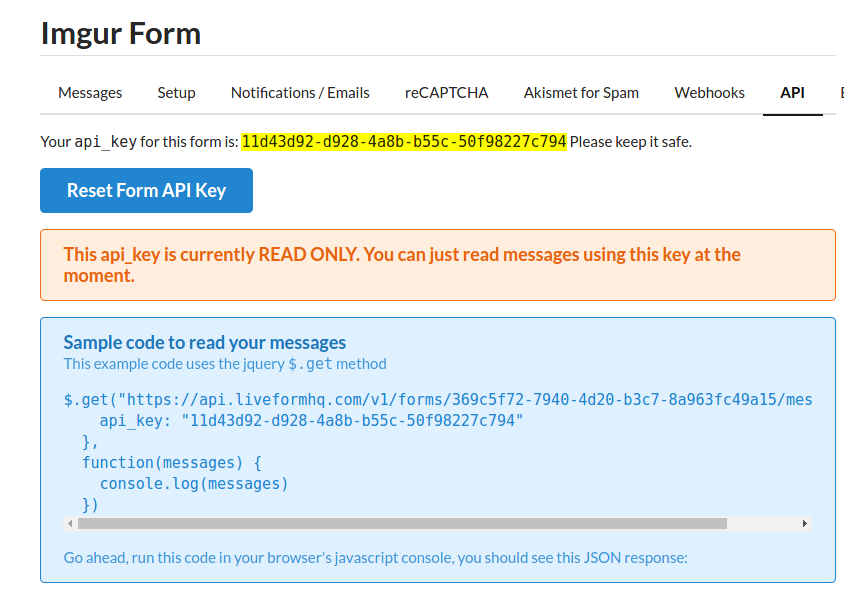 Imgur Form
Messages Setup Notifications / Emails reCAPTCHA Akismet for Spam Webhooks API
Your api_key for this form is: 11d43d92-d928-4a8b-b55c-50f98227c794 Please keep it safe.
Reset Form API Key
This api_key is currently READ ONLY. You can just read messages using this key at the
moment.
Sample code to read your messages
This example code uses the jquery $.get method
$.get("https://api.liveformhq.com/v1/forms/369c5f72-7940-4d20-b3c7-8a963fc49a15/mes
api_key: "11d43d92-d928-4a8b-b55c-50f98227c794"
},
function(messages) {
console.log(messages)
})
Go ahead, run this code in your browser's javascript console, you should see this JSON response: